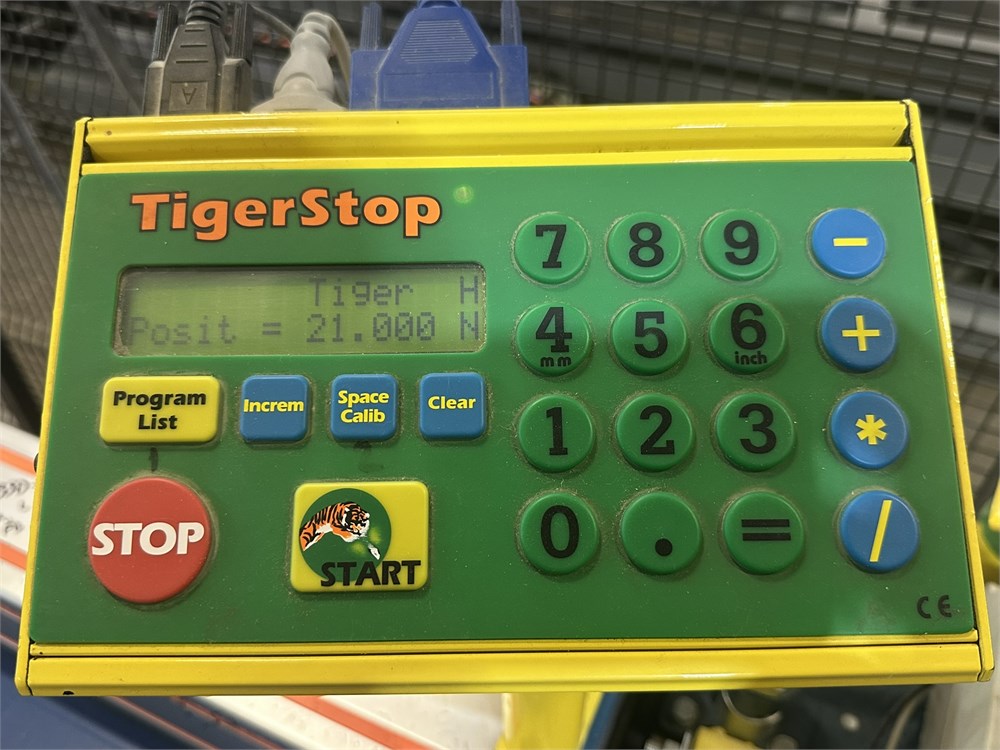 A
TigerStop
Tiger H
Posit = 21.000 N
Program
List
Increm
Space
Calib
Clear
STOP
START
7 8 9 -
4 5 6 +
mm inch
1 2 3 *
0 . = /
CE